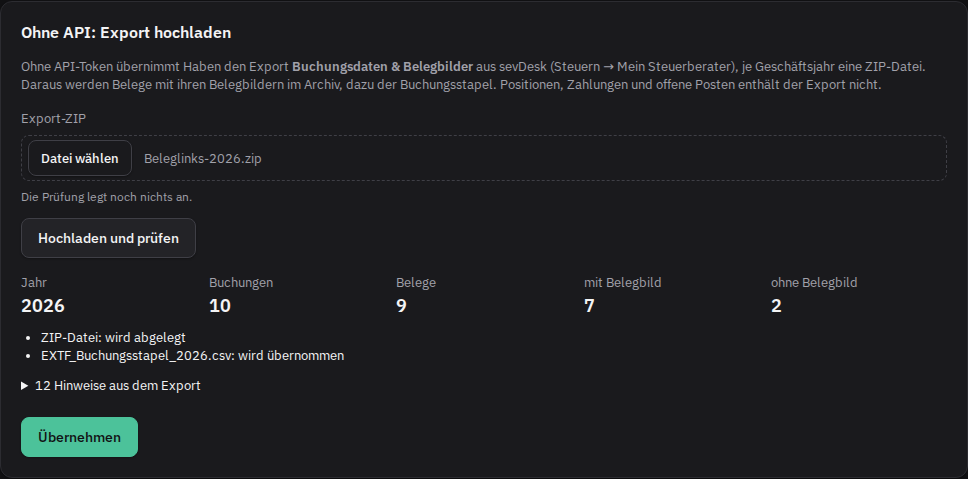 Ohne API: Export hochladen
Ohne API-Token übernimmt Haben den Export Buchungsdaten & Belegbilder aus sevDesk (Steuern → Mein Steuerberater), je Geschäftsjahr eine ZIP-Datei.
Daraus werden Belege mit ihren Belegbildern im Archiv, dazu der Buchungsstapel. Positionen, Zahlungen und offene Posten enthält der Export nicht.
Export-ZIP
Datei wählen Beleglinks-2026.zip
Die Prüfung legt noch nichts an.
Hochladen und prüfen
Jahr Buchungen Belege mit Belegbild ohne Belegbild
2026 10 9 7 2
• ZIP-Datei: wird abgelegt
• EXTF_Buchungsstapel_2026.csv: wird übernommen
▶ 12 Hinweise aus dem Export
Übernehmen